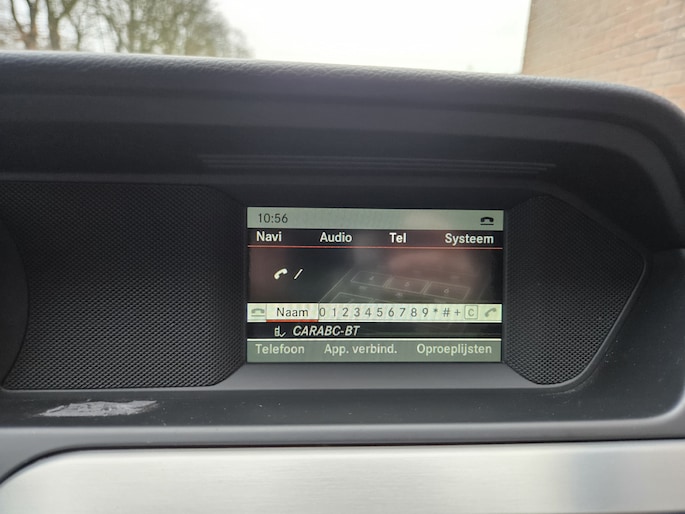 10:56
Navi Audio Tel Systeem
/
Naam 0 1 2 3 4 5 6 7 8 9 * # + C
CARABC-BT
Telefoon App. verbind. Oproeplijsten